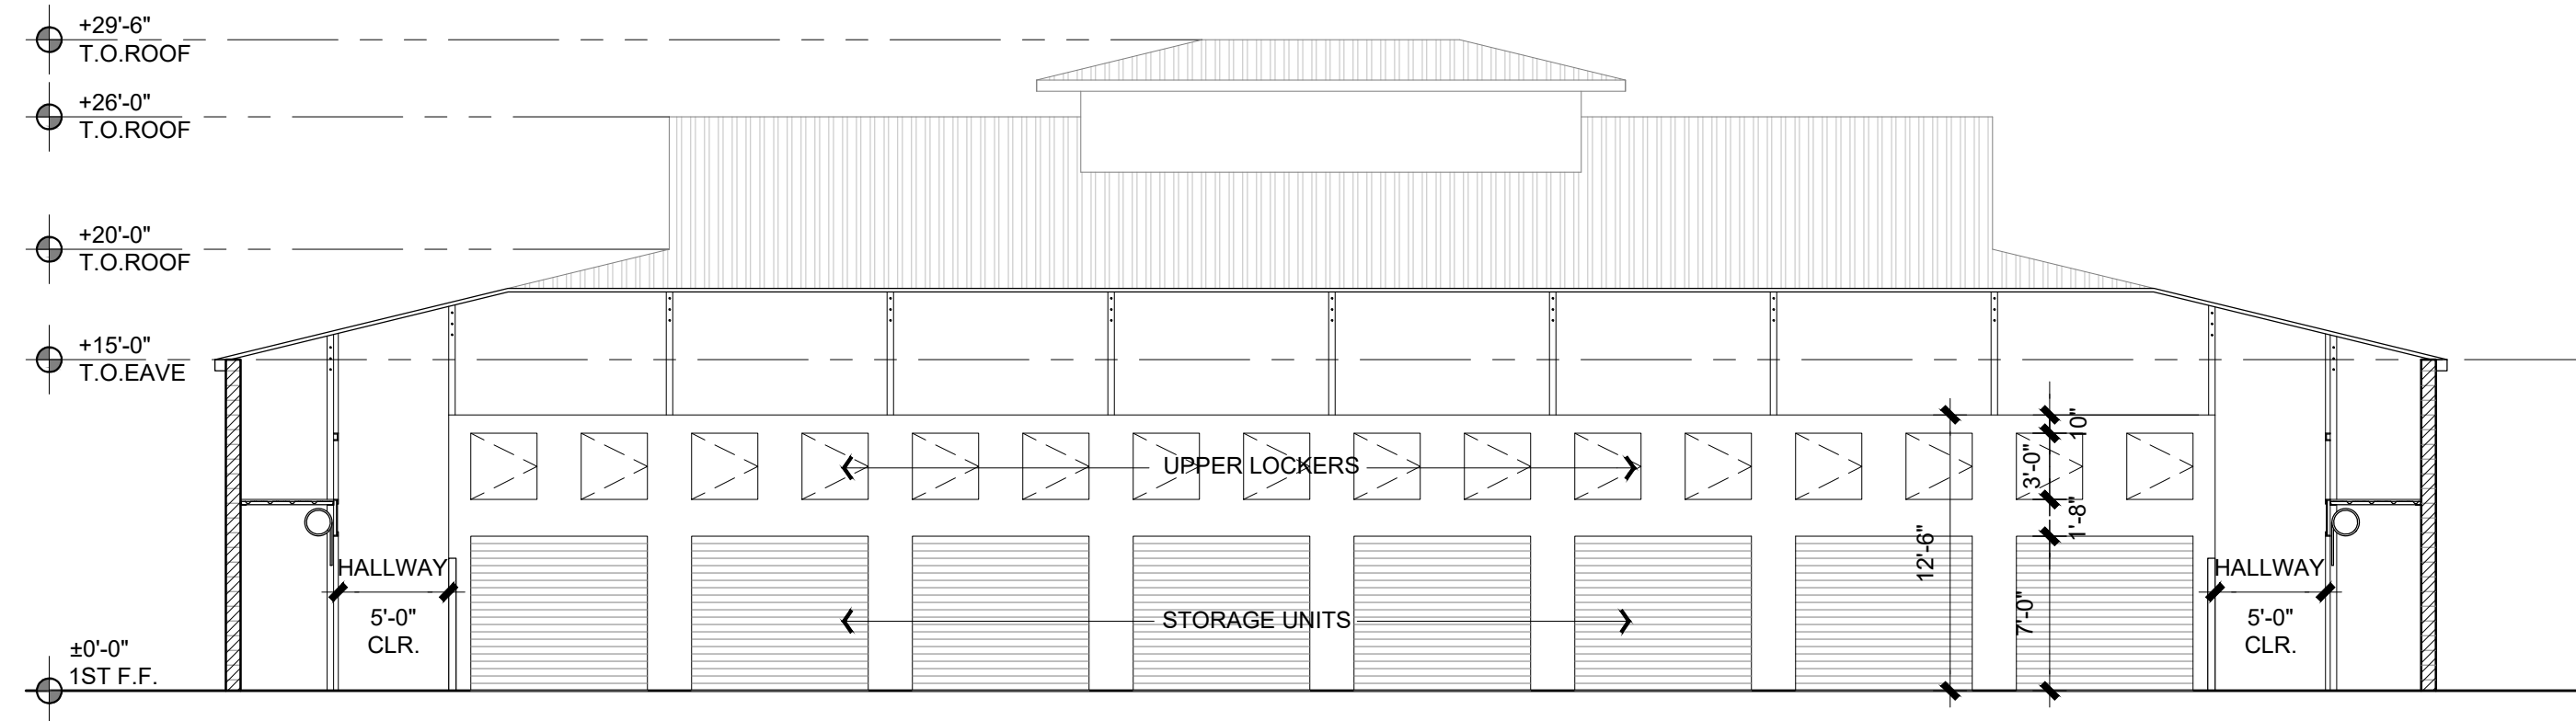 +29'-6"
T.O.ROOF
+26'-0"
T.O.ROOF
+20'-0"
T.O.ROOF
+15'-0"
T.O.EAVE
10"
UPPER LOCKERS
3'-0"
1'-8"
12'-6"
HALLWAY
HALLWAY
5'-0"
CLR.
STORAGE UNITS
7'-0"
5'-0"
CLR.
±0'-0"
1ST F.F.